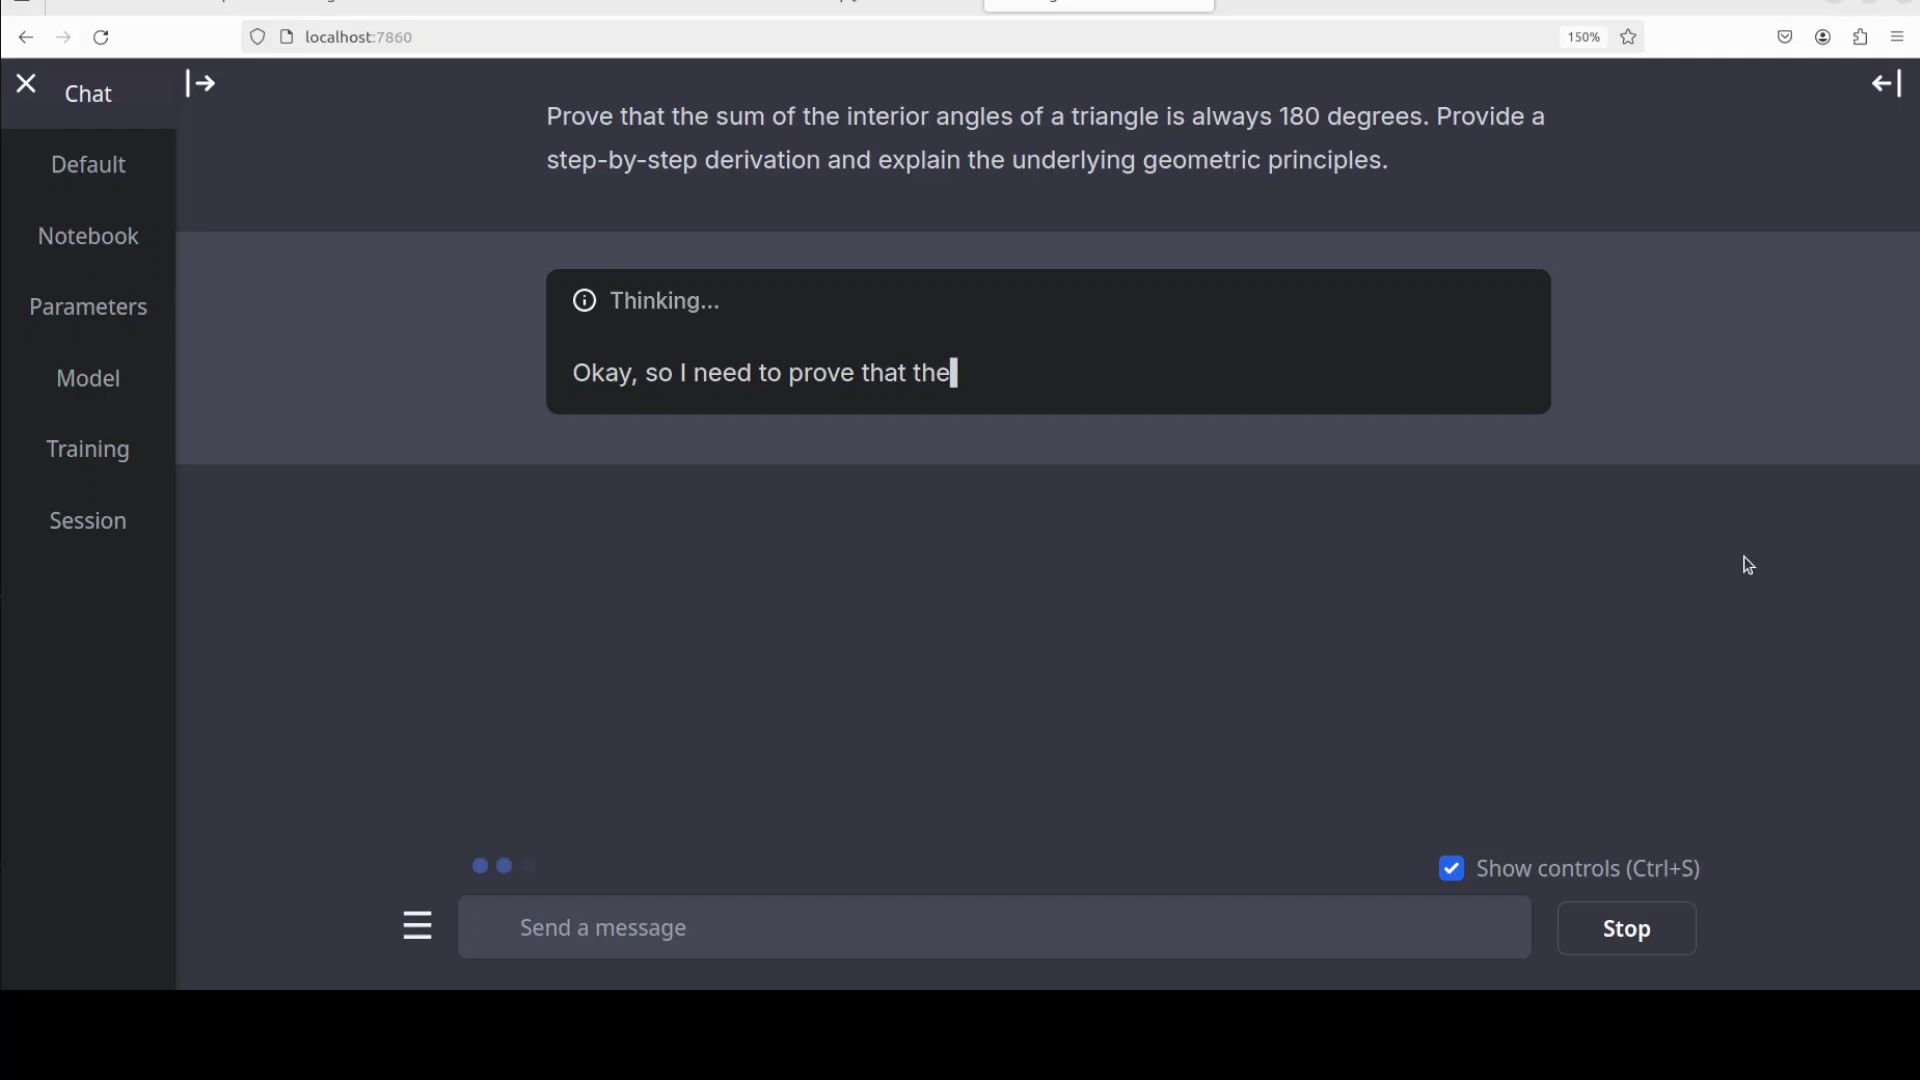 localhost:7860
150%
Chat
Default
Notebook
Parameters
Model
Training
Session
Prove that the sum of the interior angles of a triangle is always 180 degrees. Provide a
step-by-step derivation and explain the underlying geometric principles.
Thinking...
Okay, so I need to prove that the
Show controls (Ctrl+S)
Send a message
Stop